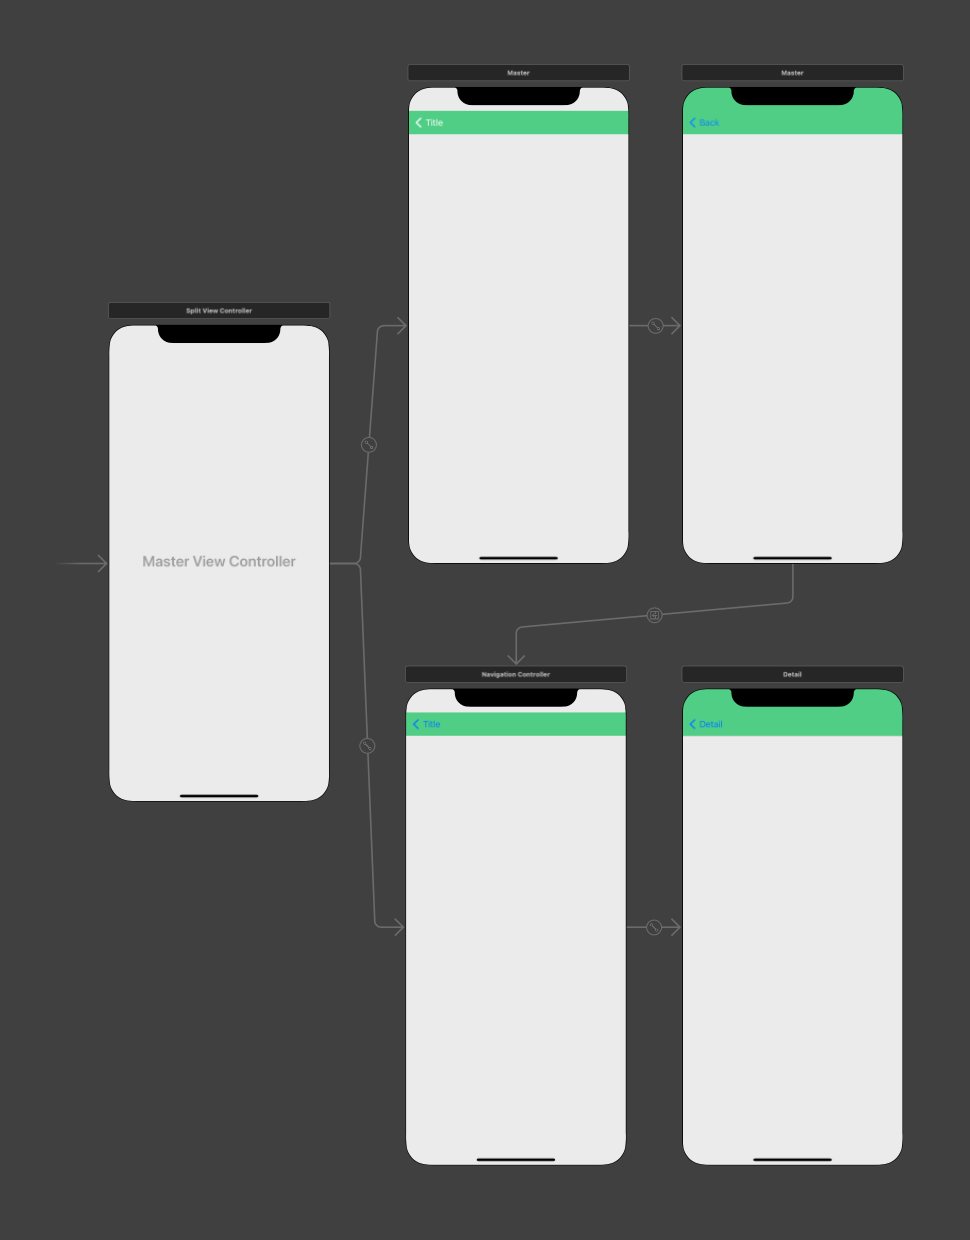 Master
Master
Title
Back
Split View Controller
Master View Controller
Navigation Controller
Detail
Title
Detail